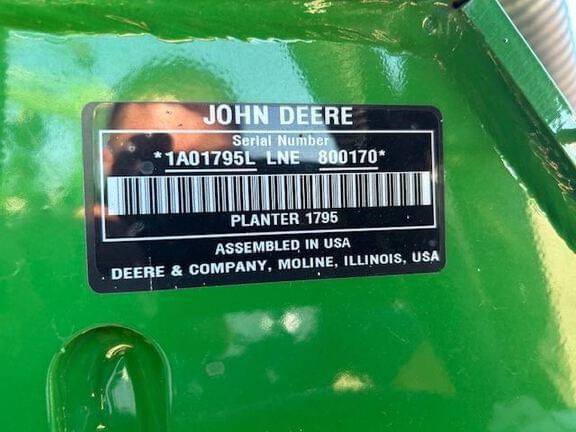 JOHN DEERE
Serial Number
*1A01795L LNE 800170*
PLANTER 1795
ASSEMBLED IN USA
DEERE & COMPANY, MOLINE, ILLINOIS, USA